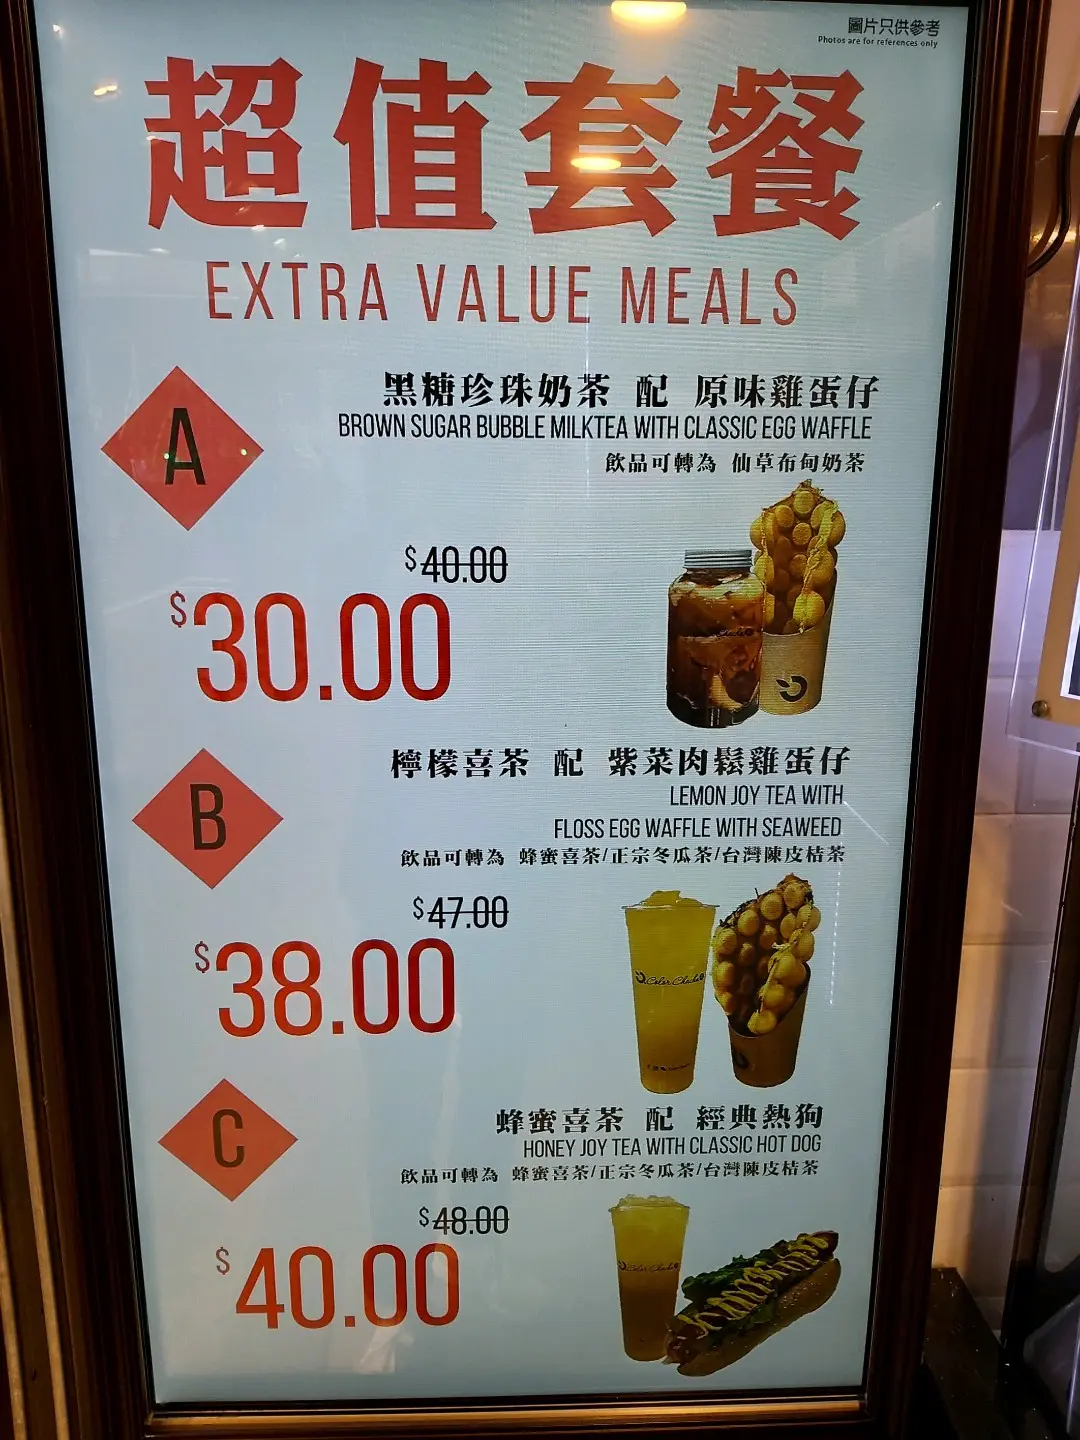 圖片只供參考
Photos are for references only
超值套餐
EXTRA VALUE MEALS
A
黑糖珍珠奶茶 配 原味雞蛋仔
BROWN SUGAR BUBBLE MILKTEA WITH CLASSIC EGG WAFFLE
飲品可轉為 仙草布甸奶茶
$40.00
$30.00
B
檸檬喜茶 配 紫菜肉鬆雞蛋仔
LEMON JOY TEA WITH
FLOSS EGG WAFFLE WITH SEAWEED
飲品可轉為 蜂蜜喜茶/正宗冬瓜茶/台灣陳皮桔茶
$47.00
$38.00
C
蜂蜜喜茶 配 經典熱狗
HONEY JOY TEA WITH CLASSIC HOT DOG
飲品可轉為 蜂蜜喜茶/正宗冬瓜茶/台灣陳皮桔茶
$48.00
$40.00